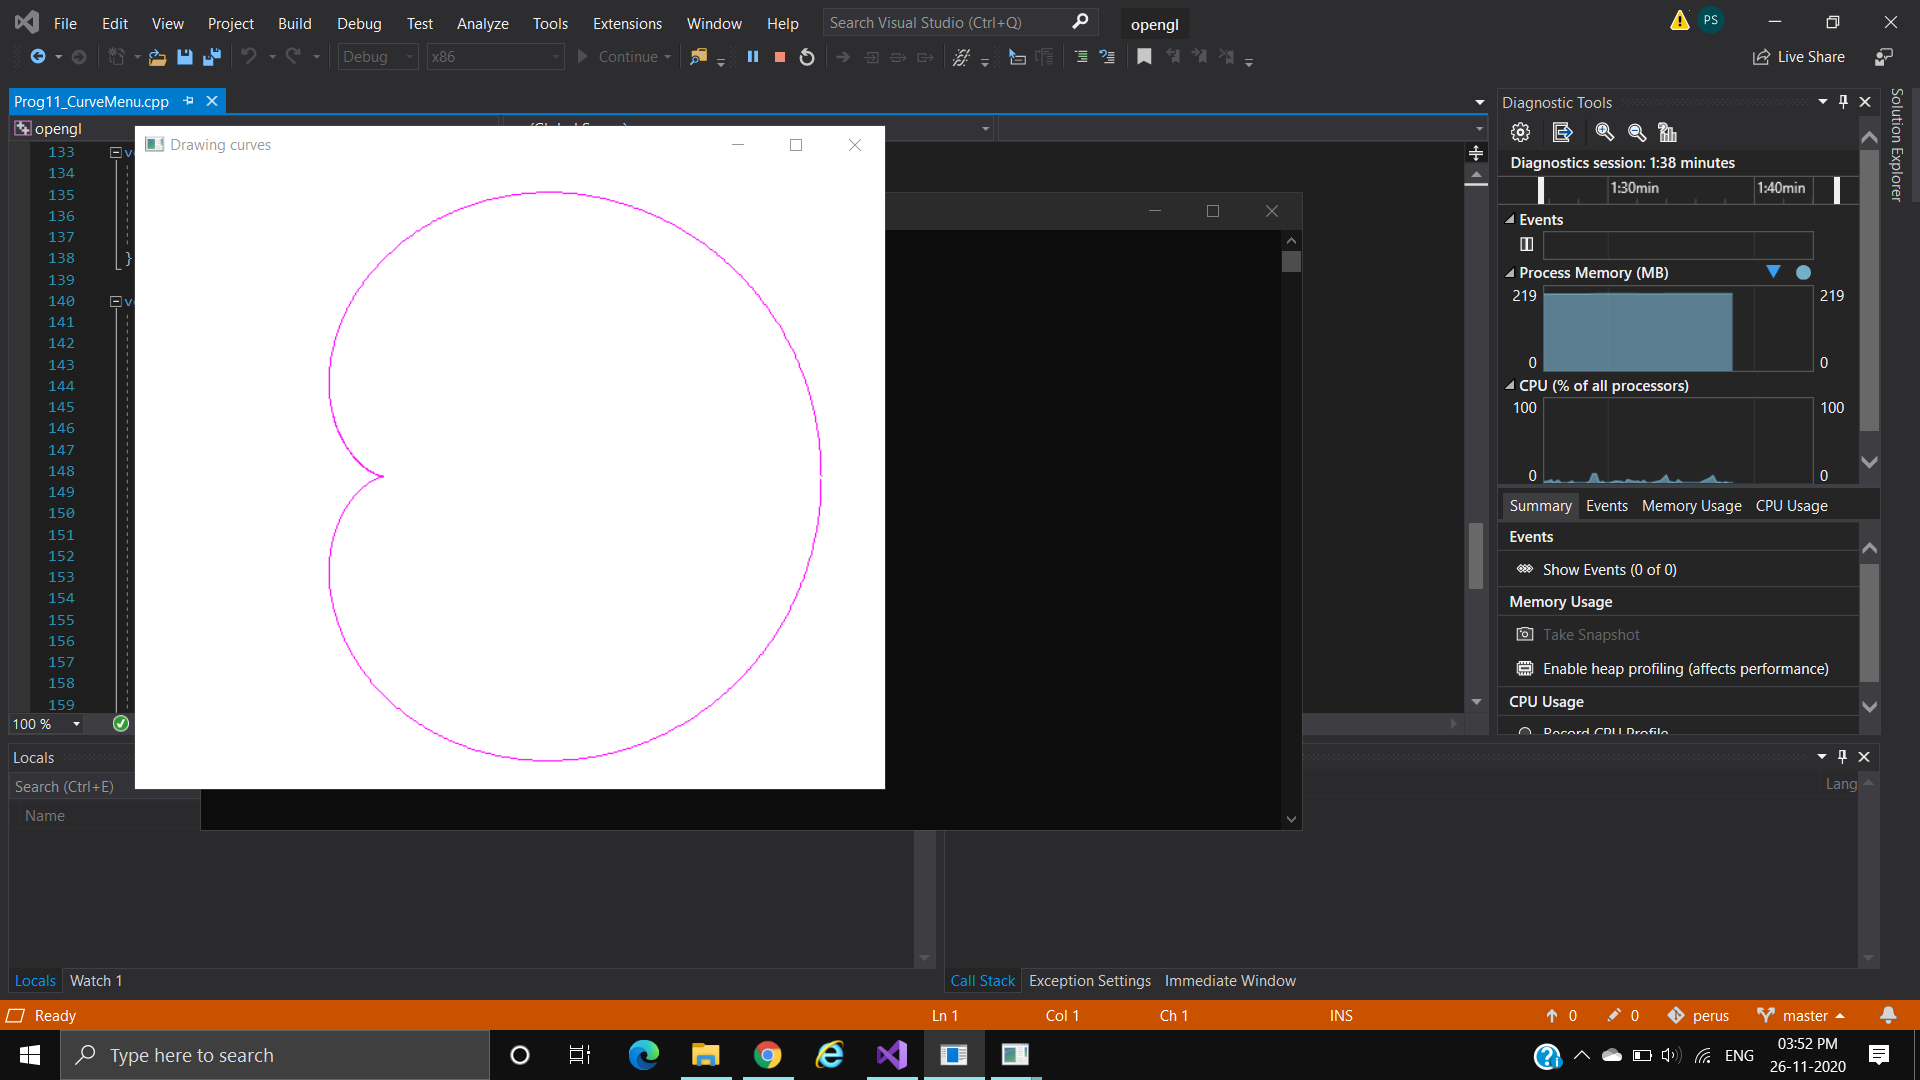 File Edit View Project Build Debug Test Analyze Tools Extensions Window Help Search Visual Studio (Ctrl+Q) opengl PS
Debug x86 Continue Live Share
Prog11_CurveMenu.cpp
opengl
Drawing curves
133
134
135
136
137
138 }
139
140
141
142
143
144
145
146
147
148
149
150
151
152
153
154
155
156
157
158
159
100 %
Diagnostic Tools
Diagnostics session: 1:38 minutes
1:30min 1:40min
Events
Process Memory (MB)
219 219
0 0
CPU (% of all processors)
100 100
0 0
Summary Events Memory Usage CPU Usage
Events
Show Events (0 of 0)
Memory Usage
Take Snapshot
Enable heap profiling (affects performance)
CPU Usage
Record CPU Profile
Solution Explorer
Locals
Search (Ctrl+E)
Name
Lang
Locals Watch 1
Call Stack Exception Settings Immediate Window
Ready Ln 1 Col 1 Ch 1 INS 0 0 perus master
Type here to search ENG 03:52 PM
26-11-2020